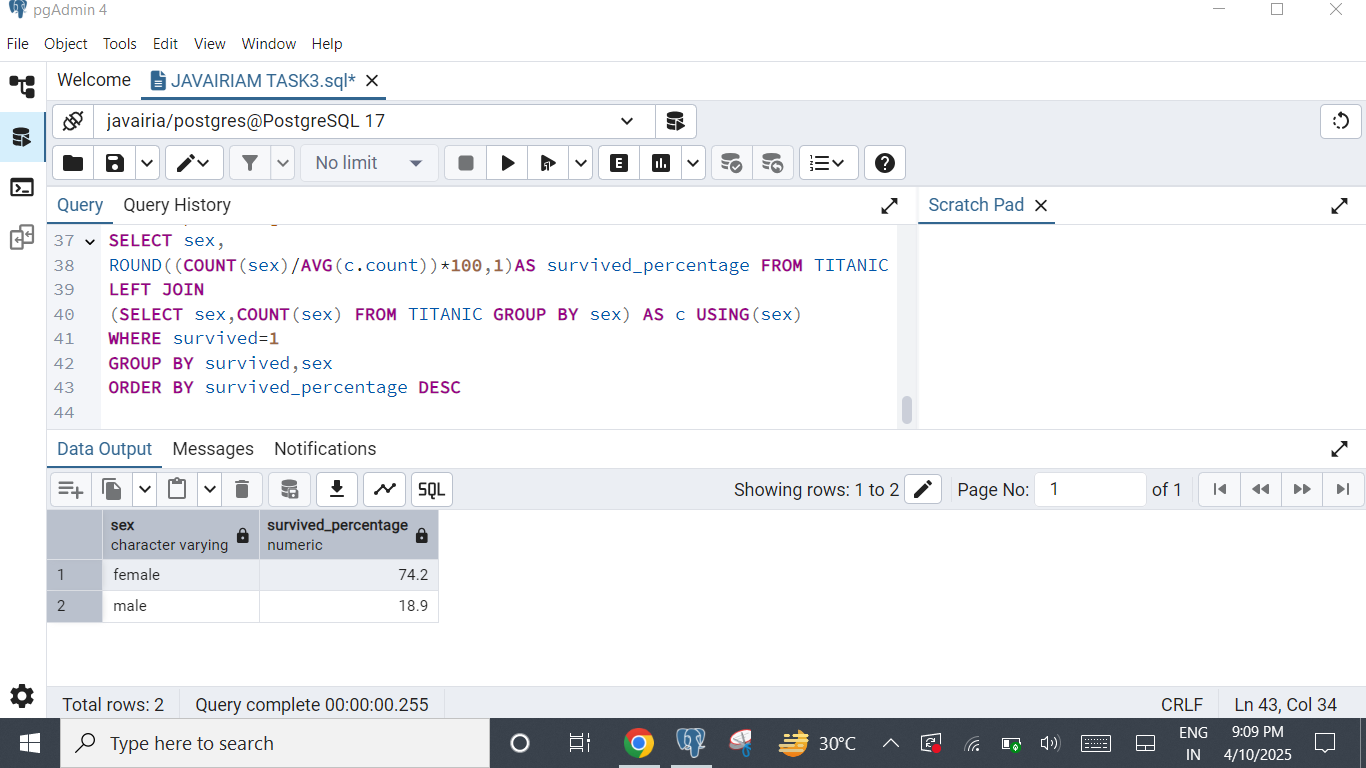 pgAdmin 4
File Object Tools Edit View Window Help
Welcome JAVAIRIAM TASK3.sql*
javairia/postgres@PostgreSQL 17
No limit
Query Query History Scratch Pad
37 SELECT sex,
38 ROUND((COUNT(sex)/AVG(c.count))*100,1)AS survived_percentage FROM TITANIC
39 LEFT JOIN
40 (SELECT sex,COUNT(sex) FROM TITANIC GROUP BY sex) AS c USING(sex)
41 WHERE survived=1
42 GROUP BY survived,sex
43 ORDER BY survived_percentage DESC
44
Data Output Messages Notifications
SQL Showing rows: 1 to 2 Page No: 1 of 1
sex survived_percentage
character varying numeric
1 female 74.2
2 male 18.9
Total rows: 2 Query complete 00:00:00.255 CRLF Ln 43, Col 34
Type here to search 30°C ENG IN 9:09 PM 4/10/2025